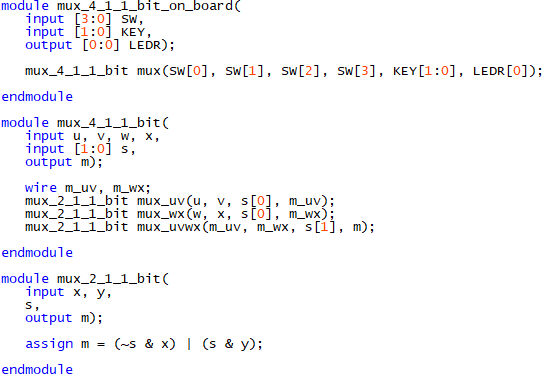 module mux_4_1_1_bit_on_board(
input [3:0] SW,
input [1:0] KEY,
output [0:0] LEDR);
mux_4_1_1_bit mux(SW[0], SW[1], SW[2], SW[3], KEY[1:0], LEDR[0]);
endmodule
module mux_4_1_1_bit(
input u, v, w, x,
input [1:0] s,
output m);
wire m_uv, m_wx;
mux_2_1_1_bit mux_uv(u, v, s[0], m_uv);
mux_2_1_1_bit mux_wx(w, x, s[0], m_wx);
mux_2_1_1_bit mux_uvwx(m_uv, m_wx, s[1], m);
endmodule
module mux_2_1_1_bit(
input x, y,
s,
output m);
assign m = (~s & x) | (s & y);
endmodule